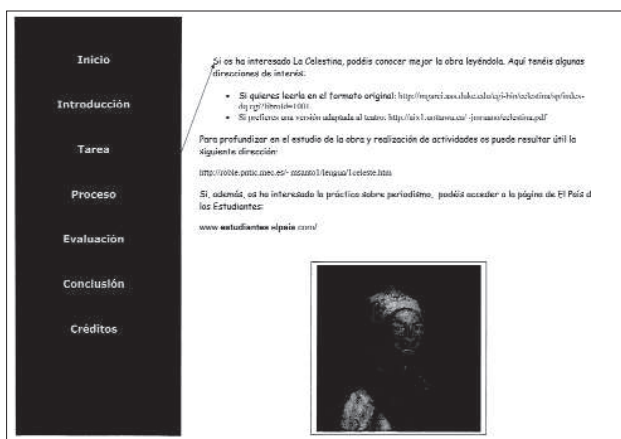 Inicio
Introducción
Tarea
Proceso
Evaluación
Conclusión
Créditos
Si os ha interesado La Celestina, podéis conocer mejor la obra leyéndola. Aquí tenéis algunas
direcciones de interés:
Si quieres leerla en el formato original:
Si prefieres una versión adaptada al teatro:
Para profundizar en el estudio de la obra y realización de actividades os puede resultar útil la
siguiente dirección:
Si, además, os ha interesado la práctica sobre periodismo, podéis acceder a la página de El País d
los Estudiantes:
www.estudiantes.elpais.com/